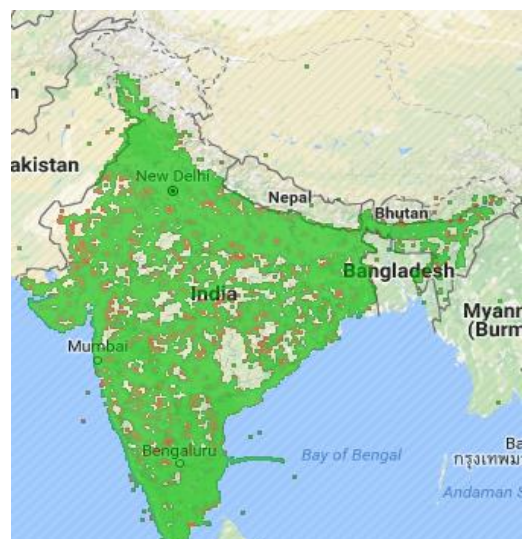 n
akistan
New Delhi
Nepal
Bhutan
Bangladesh
India
Myanm
(Burm
Mumbai
Bengaluru
Bay of Bengal
Ba
กรุงเทพม
Andaman S